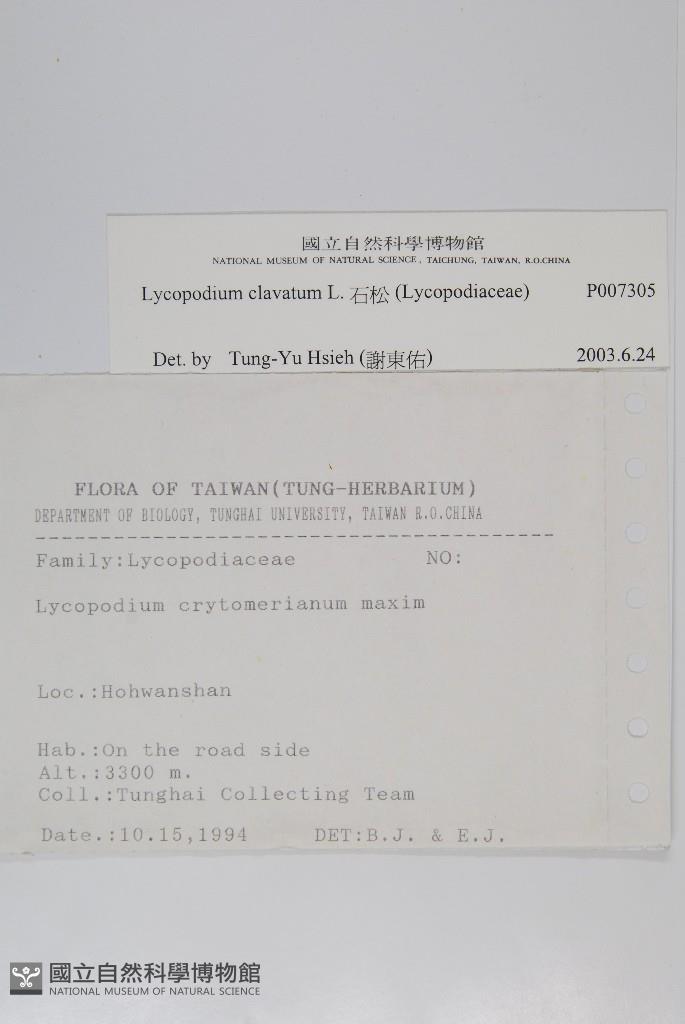 國立自然科學博物館
NATIONAL MUSEUM OF NATURAL SCIENCE, TAICHUNG, TAIWAN, R.O.CHINA
Lycopodium clavatum L. 石松 (Lycopodiaceae) P007305
Det. by Tung-Yu Hsieh (謝東佑) 2003.6.24
FLORA OF TAIWAN(TUNG-HERBARIUM)
DEPARTMENT OF BIOLOGY, TUNGHAI UNIVERSITY, TAIWAN R.O.CHINA
----------------------------------------
Family:Lycopodiaceae NO:
Lycopodium crytomerianum maxim
Loc.:Hohwanshan
Hab.:On the road side
Alt.:3300 m.
Coll.:Tunghai Collecting Team
Date.:10.15,1994 DET:B.J. & E.J.
國立自然科學博物館
NATIONAL MUSEUM OF NATURAL SCIENCE